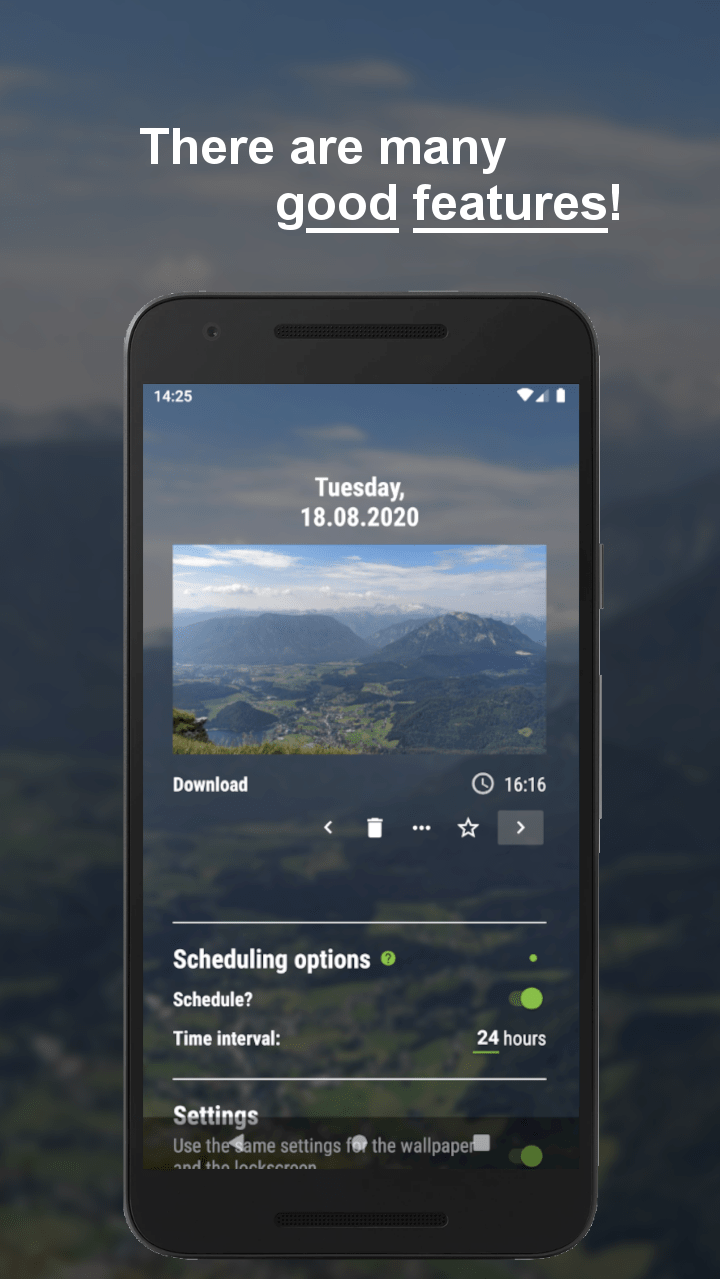 There are many
good features!
14:25
Tuesday,
18.08.2020
Download 16:16
Scheduling options ?
Schedule?
Time interval: 24 hours
Settings
Use the same settings for the wallpaper
and the lockscreen